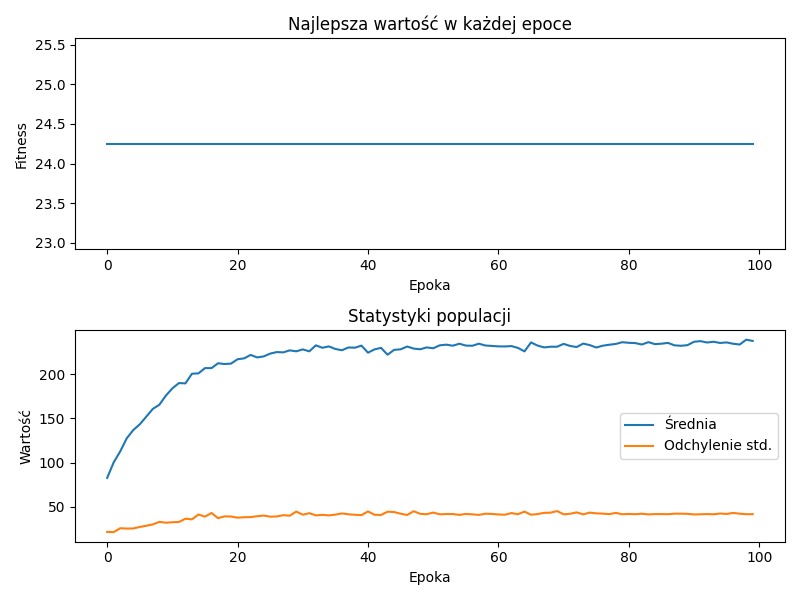 Najlepsza wartość w każdej epoce
25.5
25.0
24.5
24.0
23.5
23.0
Fitness
0 20 40 60 80 100
Epoka
Statystyki populacji
200
150
100
50
Wartość
Średnia
Odchylenie std.
0 20 40 60 80 100
Epoka